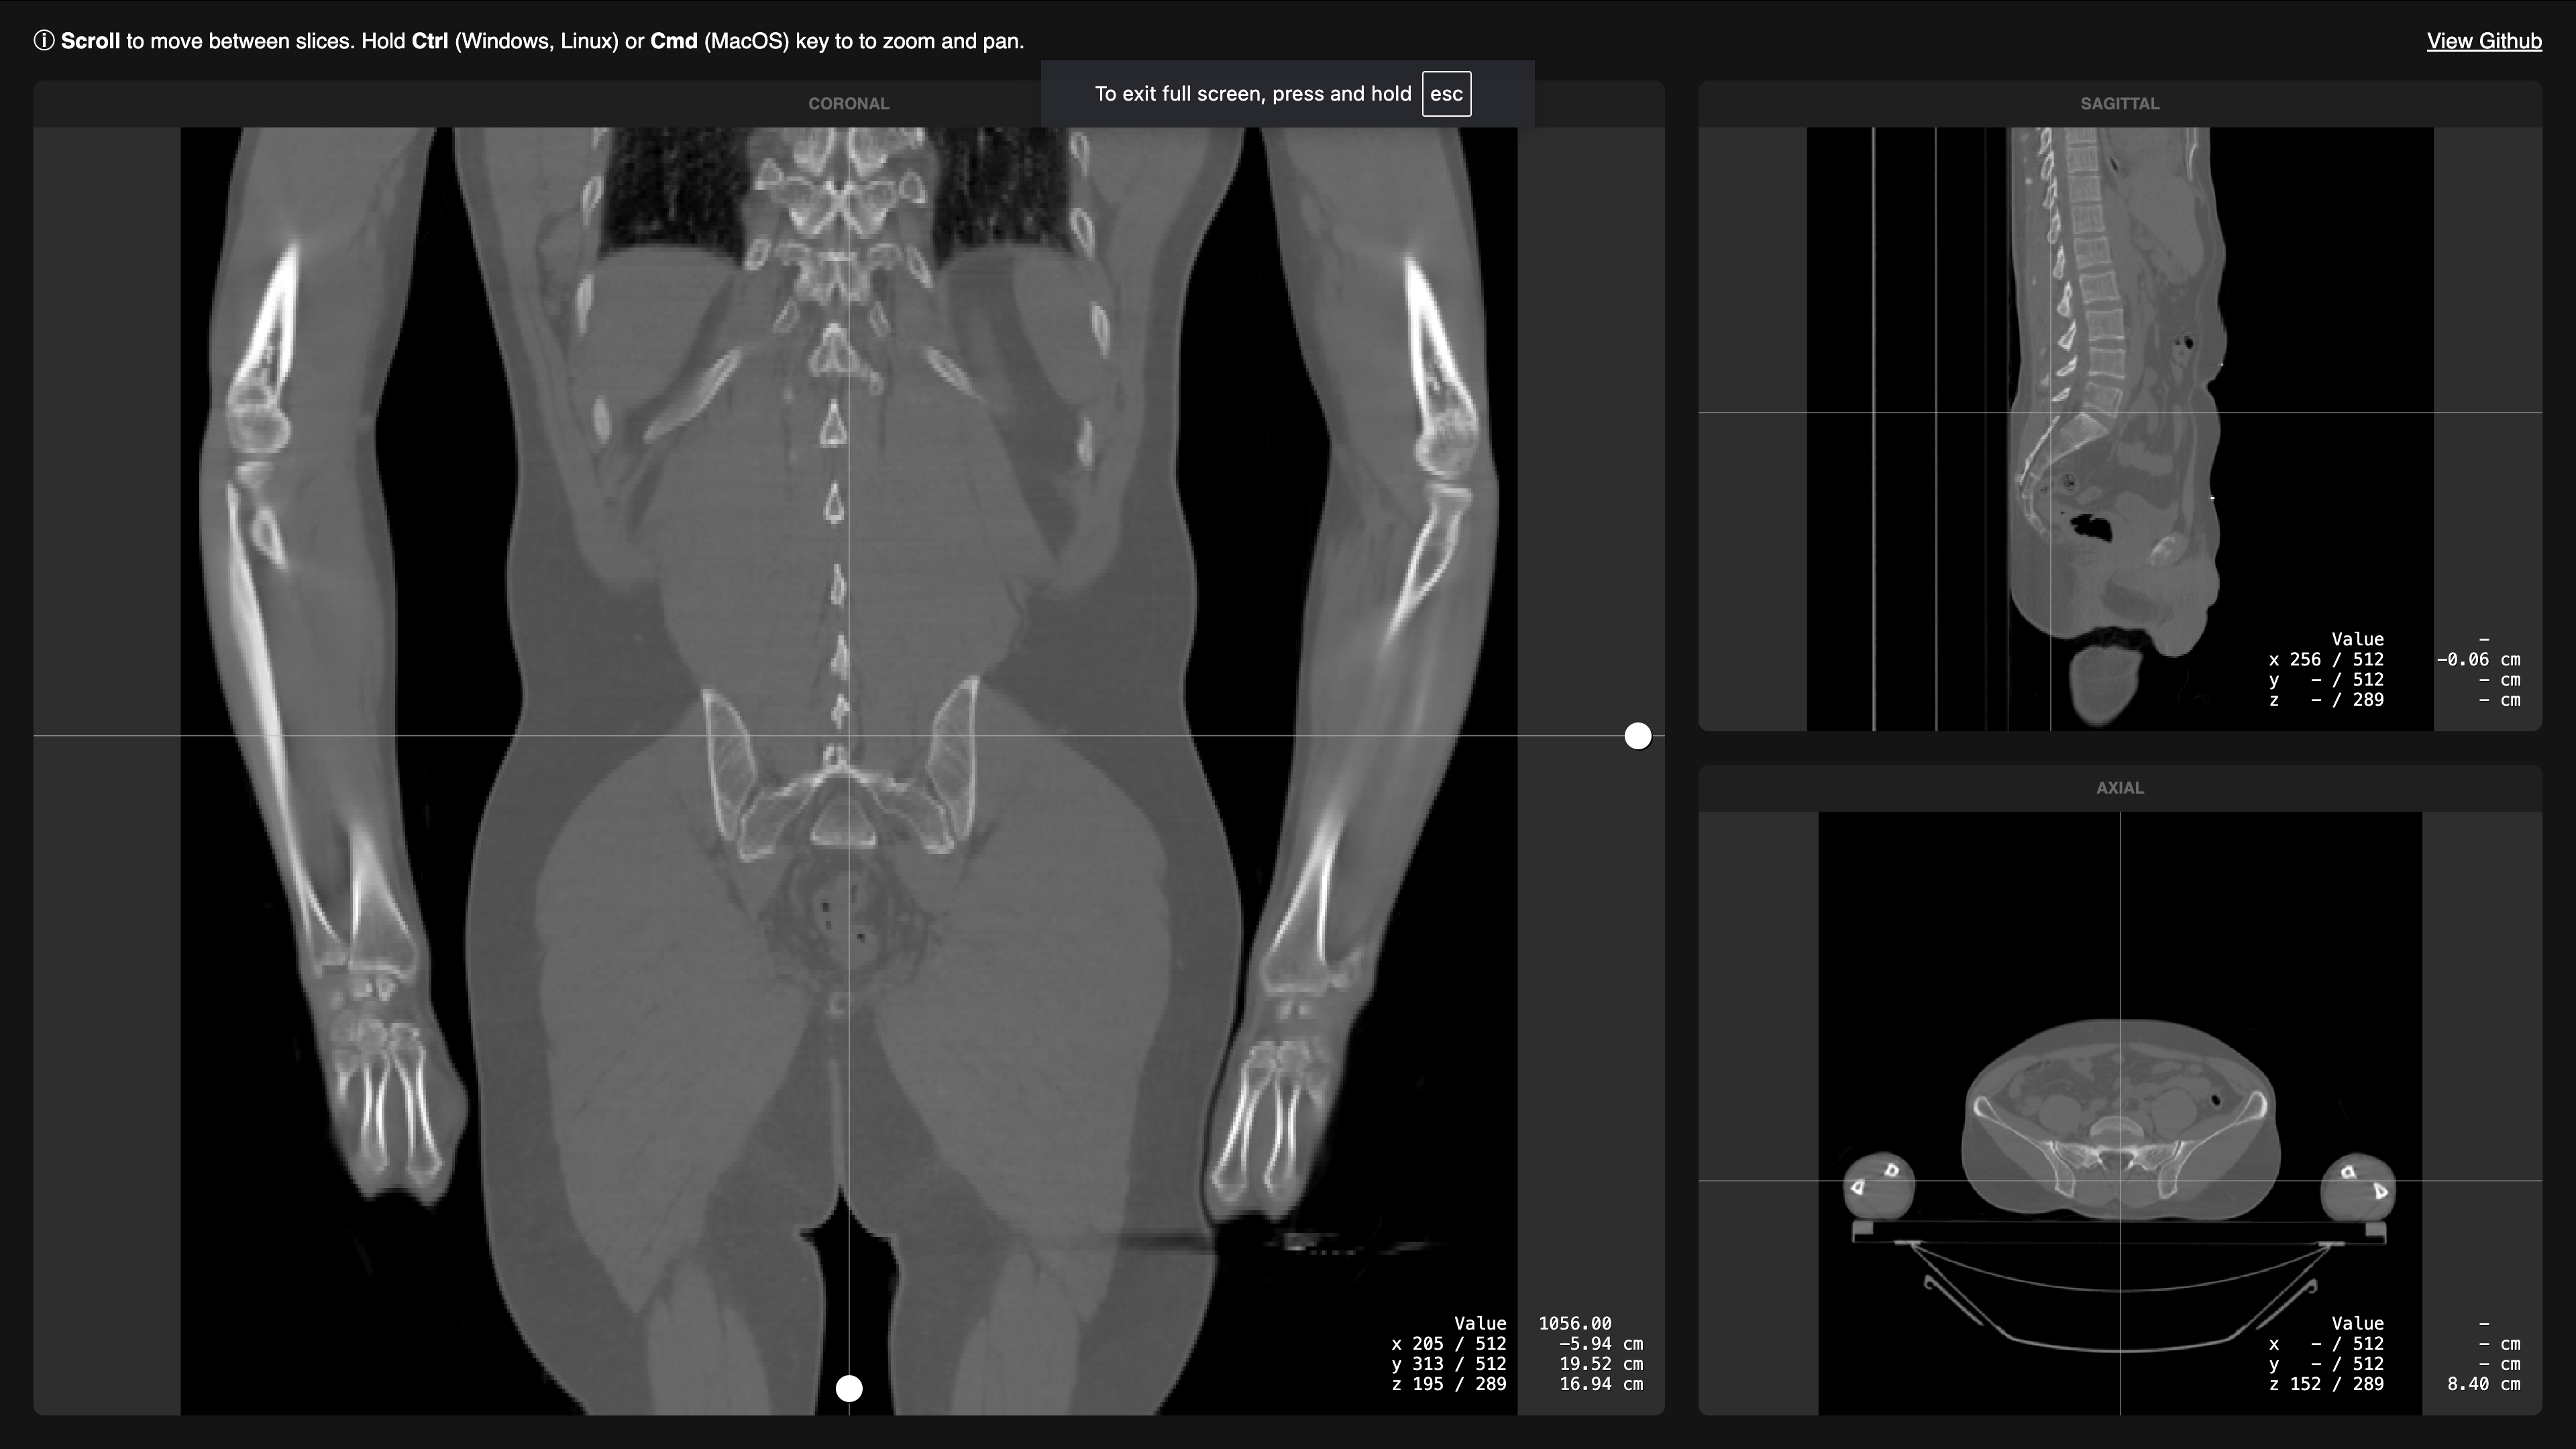 ⓘ Scroll to move between slices. Hold Ctrl (Windows, Linux) or Cmd (MacOS) key to to zoom and pan.
View Github
To exit full screen, press and hold esc
CORONAL
Value 1056.00
x 205 / 512 −5.94 cm
y 313 / 512 19.52 cm
z 195 / 289 16.94 cm
SAGITTAL
Value –
x 256 / 512 −0.06 cm
y – / 512 – cm
z – / 289 – cm
AXIAL
Value –
x – / 512 – cm
y – / 512 – cm
z 152 / 289 8.40 cm